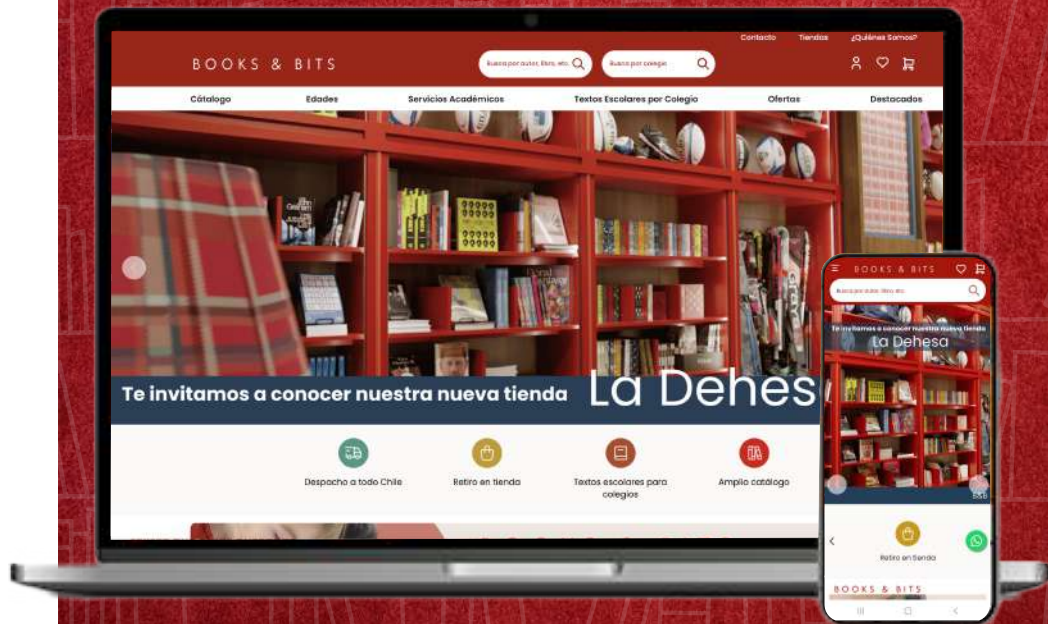 Contacto Tiendas ¿Quiénes Somos?
BOOKS & BITS
Busca por autor, libro, etc.
Busca por colegio
Cátalogo Edades Servicios Académicos Textos Escolares por Colegio Ofertas Destacados
Te invitamos a conocer nuestra nueva tienda La Dehes
Despacho a todo Chile
Retiro en tienda
Textos escolares para
colegios
Amplio catálogo
BOOKS & BITS
Busca por autor, libro, etc.
Te invitamos a conocer nuestra nueva tienda
La Dehesa
B&B
Retiro en tienda
BOOKS & BITS